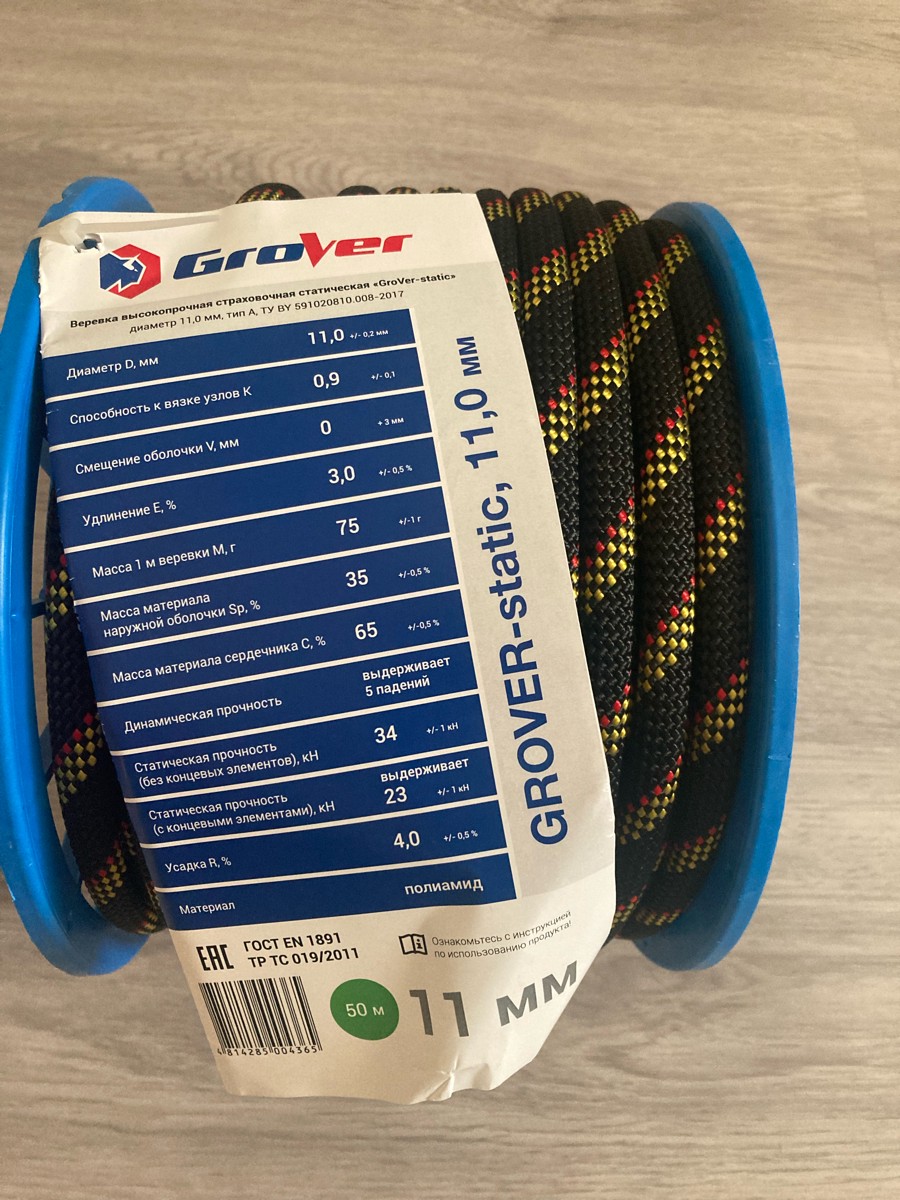 GroVer
Веревка высокопрочная страховочная статическая «GroVer-static»
диаметр 11,0 мм, тип А, ТУ BY 591020810.008-2017
Диаметр D, мм 11,0 +/- 0,2 мм
Способность к вязке узлов К 0,9 +/- 0,1
Смещение оболочки V, мм 0 + 3 мм
Удлинение Е, % 3,0 +/- 0,5 %
Масса 1 м веревки М, г 75 +/-1 г
Масса материала
наружной оболочки Sp, % 35 +/-0,5 %
Масса материала сердечника С, % 65 +/-0,5 %
Динамическая прочность выдерживает
5 падений
Статическая прочность
(без концевых элементов), кН 34 +/- 1 кН
Статическая прочность выдерживает
(с концевыми элементами), кН 23 +/- 1 кН
Усадка R, % 4,0 +/- 0,5 %
Материал полиамид
GROVER-static, 11,0 мм
ЕАС ГОСТ EN 1891
ТР ТС 019/2011
Ознакомьтесь с инструкцией
по использованию продукта!
4 814285 004365
50 м
11 мм